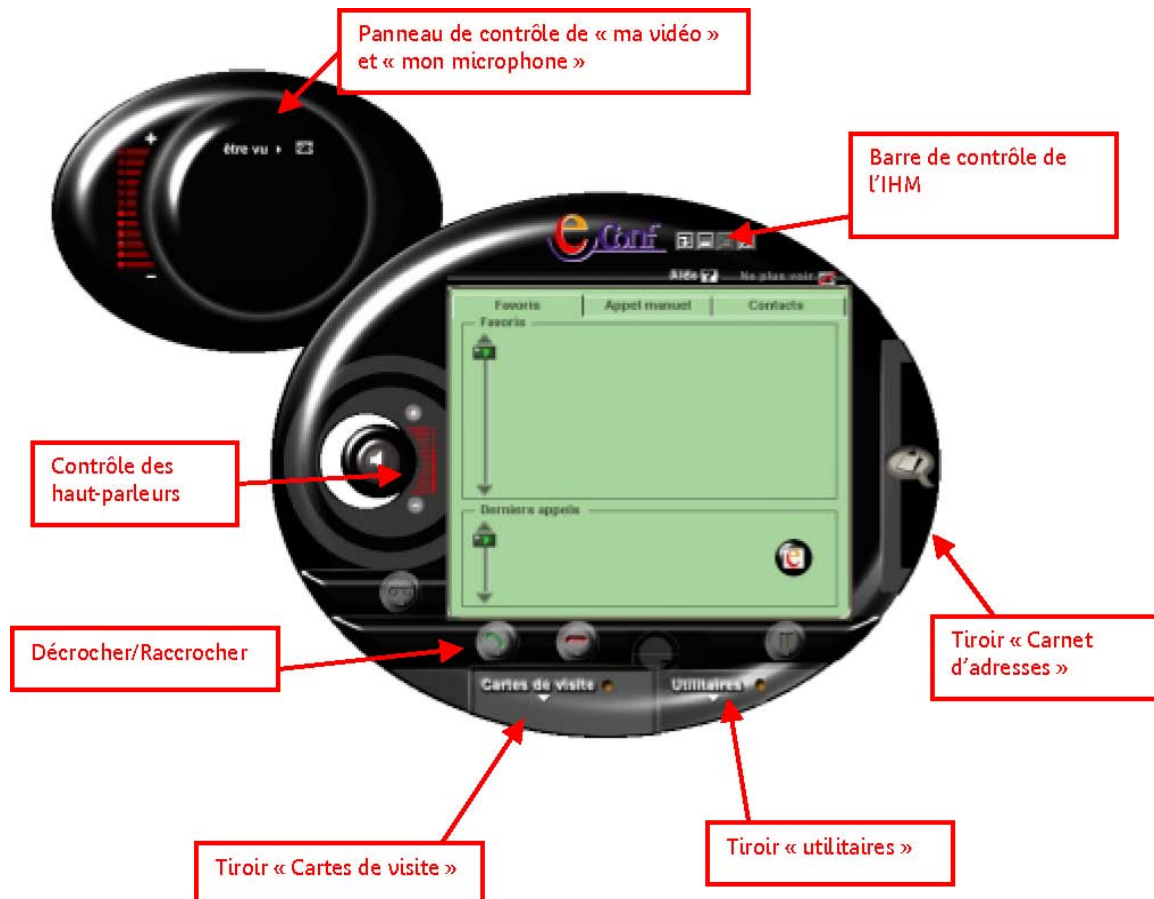 Panneau de contrôle de « ma vidéo »
et « mon microphone »
être vu
Barre de contrôle de
l'IHM
eConf
Aide ? Ne plus voir
Favoris Appel manuel Contacts
Favoris
Contrôle des
haut-parleurs
Derniers appels
Décrocher/Raccrocher
Tiroir « Carnet
d'adresses »
Cartes de visite Utilitaires
Tiroir « utilitaires »
Tiroir « Cartes de visite »